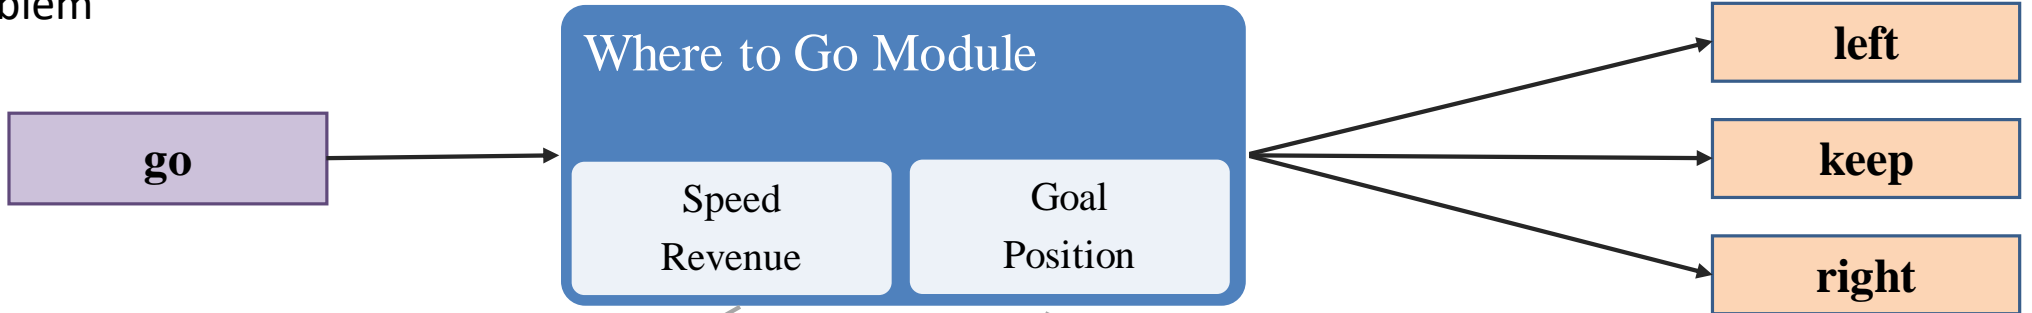 Where to Go Module
go
Speed
Revenue
Goal
Position
left
keep
right